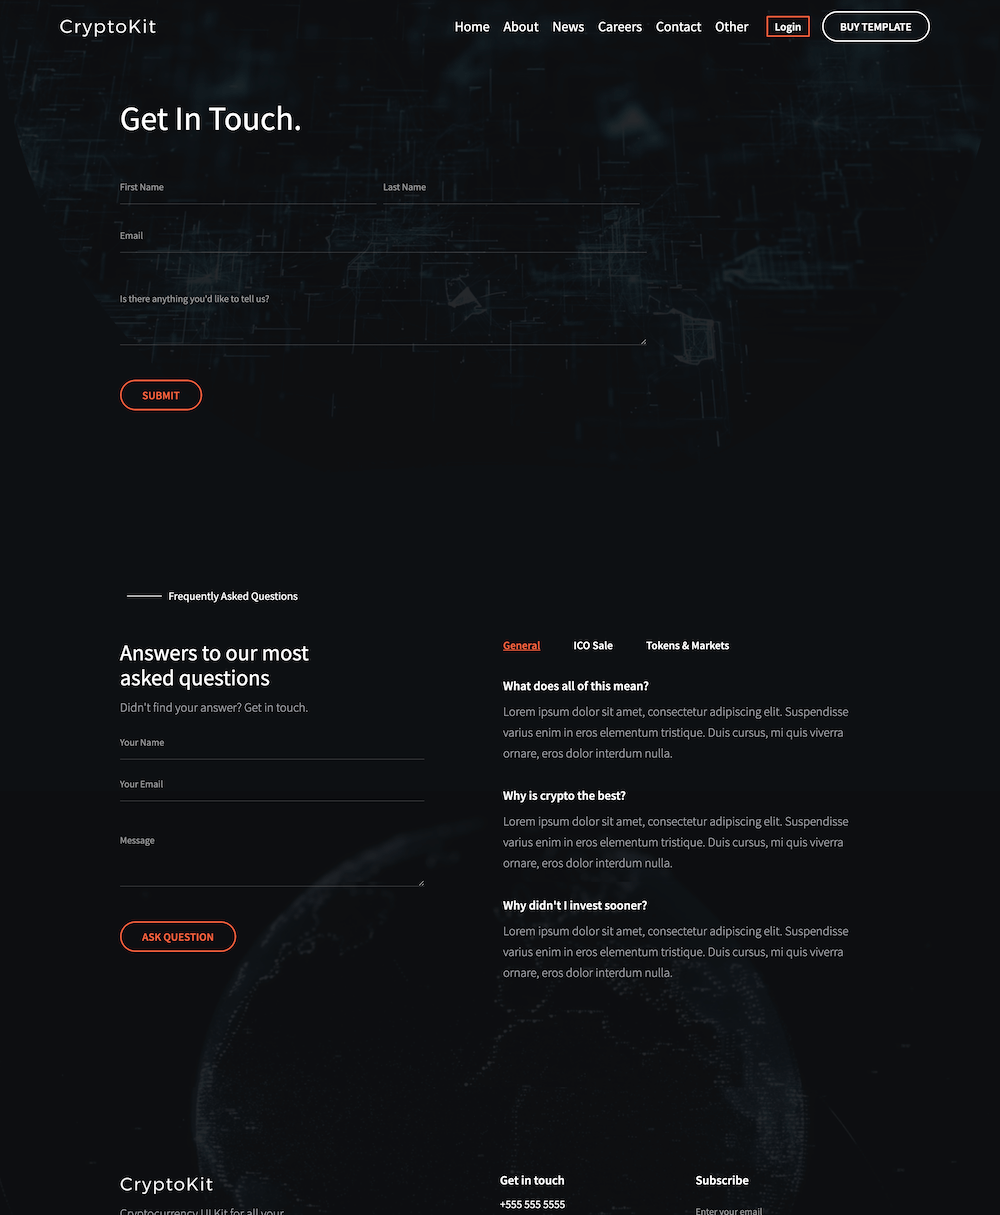 CryptoKit
Home About News Careers Contact Other Login BUY TEMPLATE
Get In Touch.
First Name Last Name
Email
Is there anything you'd like to tell us?
SUBMIT
Frequently Asked Questions
Answers to our most
asked questions
Didn't find your answer? Get in touch.
Your Name
Your Email
Message
ASK QUESTION
General ICO Sale Tokens & Markets
What does all of this mean?
Lorem ipsum dolor sit amet, consectetur adipiscing elit. Suspendisse
varius enim in eros elementum tristique. Duis cursus, mi quis viverra
ornare, eros dolor interdum nulla.
Why is crypto the best?
Lorem ipsum dolor sit amet, consectetur adipiscing elit. Suspendisse
varius enim in eros elementum tristique. Duis cursus, mi quis viverra
ornare, eros dolor interdum nulla.
Why didn't I invest sooner?
Lorem ipsum dolor sit amet, consectetur adipiscing elit. Suspendisse
varius enim in eros elementum tristique. Duis cursus, mi quis viverra
ornare, eros dolor interdum nulla.
CryptoKit
Cryptocurrency UI Kit for all your
Get in touch
+555 555 5555
Subscribe
Enter your email